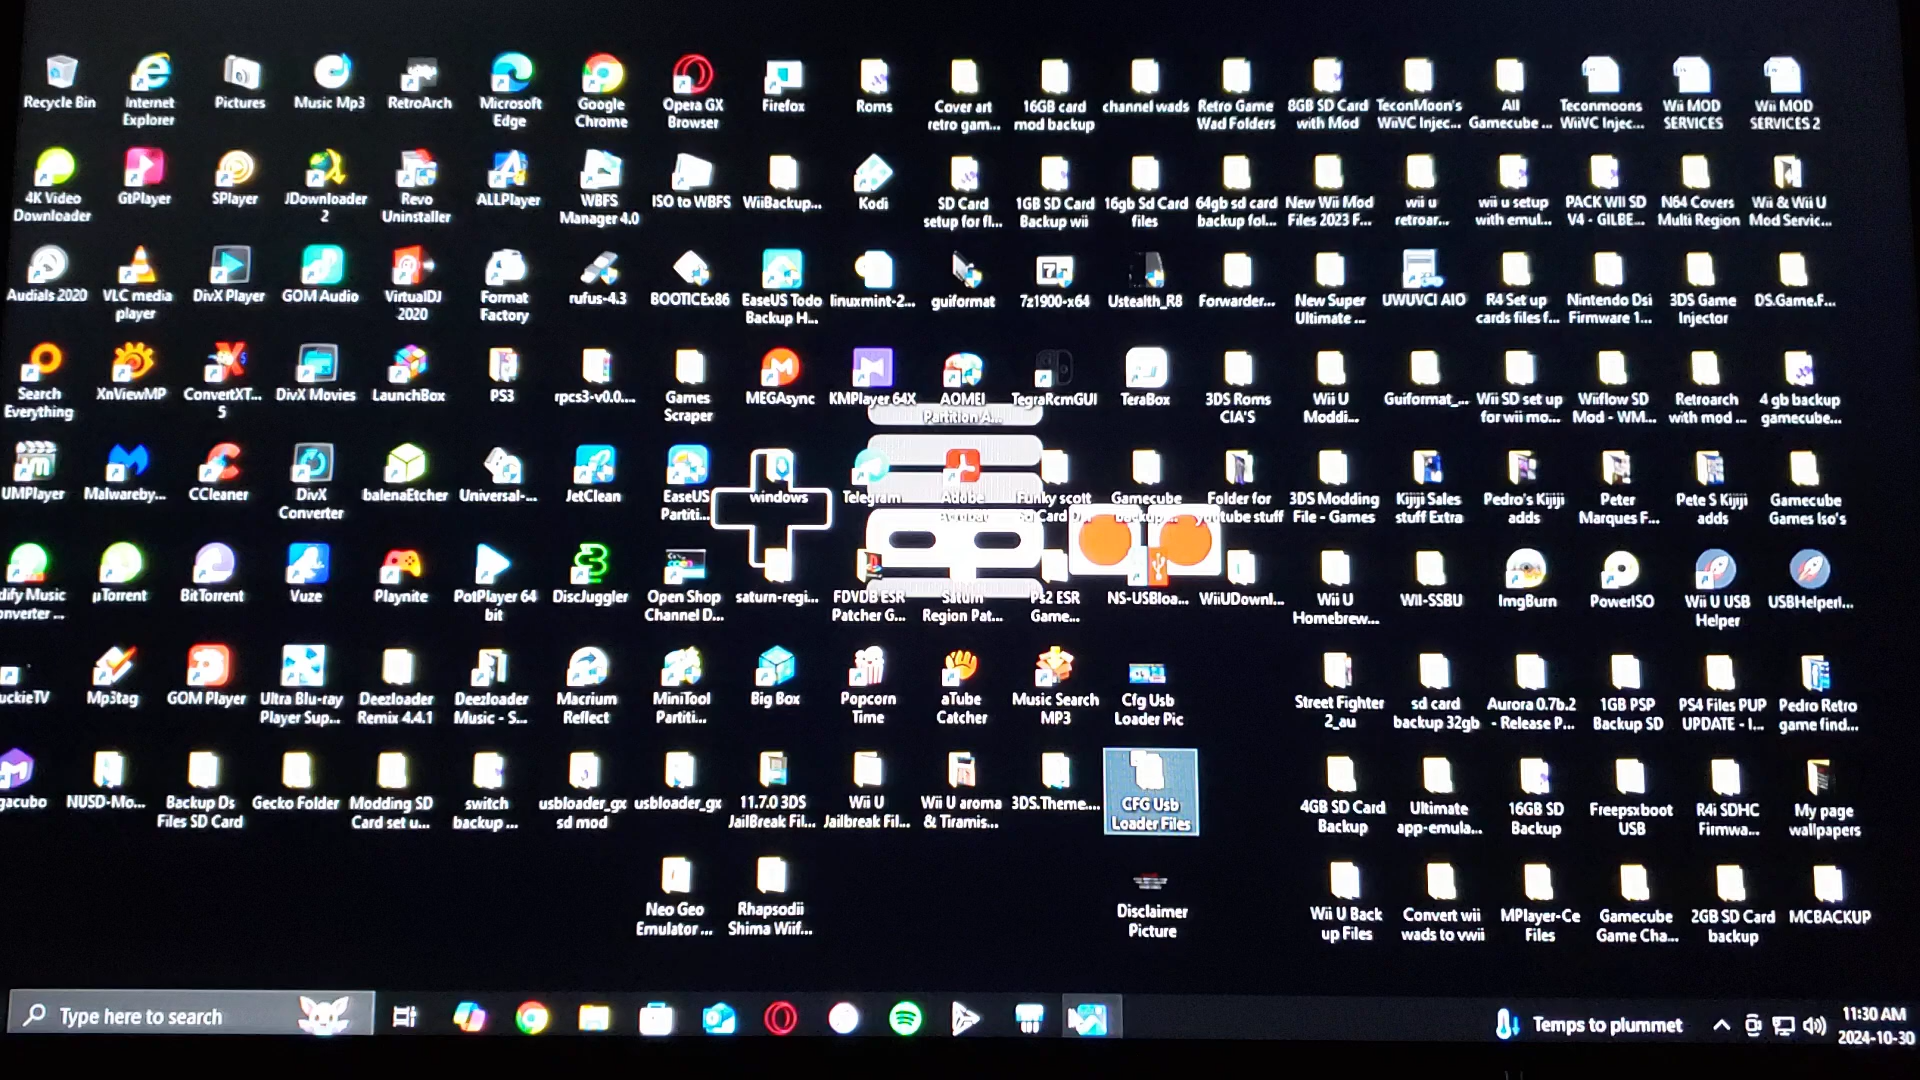 Recycle Bin
Internet
Explorer
Pictures
Music Mp3
RetroArch
Microsoft
Edge
Google
Chrome
Opera GX
Browser
Firefox
Roms
Cover art
retro gam...
16GB card
mod backup
channel wads
Retro Game
Wad Folders
8GB SD Card
with Mod
TeconMoon's
WiiVC Injec...
All
Gamecube ...
Teconmoons
WiiVC Injec...
Wii MOD
SERVICES
Wii MOD
SERVICES 2
4K Video
Downloader
GtPlayer
SPlayer
JDownloader
2
Revo
Uninstaller
ALLPlayer
WBFS
Manager 4.0
ISO to WBFS
WiiBackup...
Kodi
SD Card
setup for fl...
1GB SD Card
Backup wii
16gb Sd Card
files
64gb sd card
backup fol...
New Wii Mod
Files 2023 F...
wii u
retroar...
wii u setup
with emul...
PACK WII SD
V4 - GILBE...
N64 Covers
Multi Region
Wii & Wii U
Mod Servic...
Audials 2020
VLC media
player
DivX Player
GOM Audio
VirtualDJ
2020
Format
Factory
rufus-4.3
BOOTICEx86
EaseUS Todo
Backup H...
linuxmint-2...
guiformat
7z1900-x64
Ustealth_R8
Forwarder...
New Super
Ultimate ...
UWUVCI AIO
R4 Set up
cards files f...
Nintendo Dsi
Firmware 1...
3DS Game
Injector
DS.Game.F...
Search
Everything
XnViewMP
ConvertXT...
5
DivX Movies
LaunchBox
PS3
rpcs3-v0.0....
Games
Scraper
MEGAsync
KMPlayer 64X
AOMEI
Partition A...
TegraRcmGUI
TeraBox
3DS Roms
CIA'S
Wii U
Moddi...
Guiformat_...
Wii SD set up
for wii mo...
Wiiflow SD
Mod - WM...
Retroarch
with mod ...
4 gb backup
gamecube...
UMPlayer
Malwareby...
CCleaner
DivX
Converter
balenaEtcher
Universal-...
JetClean
EaseUS
Partiti...
windows
Telegram
Adobe
Acrobat
Funky scott
Sd Card D...
Gamecube
backup...
Folder for
youtube stuff
3DS Modding
File - Games
Kijiji Sales
stuff Extra
Pedro's Kijiji
adds
Peter
Marques F...
Pete S Kijiji
adds
Gamecube
Games Iso's
dify Music
onverter ...
µTorrent
BitTorrent
Vuze
Playnite
PotPlayer 64
bit
DiscJuggler
Open Shop
Channel D...
saturn-regi...
FDVDB ESR
Patcher G...
Saturn
Region Pat...
Ps2 ESR
Game...
NS-USBloa...
WiiUDownl...
Wii U
Homebrew...
WII-SSBU
ImgBurn
PowerISO
Wii U USB
Helper
USBHelperI...
uckieTV
Mp3tag
GOM Player
Ultra Blu-ray
Player Sup...
Deezloader
Remix 4.4.1
Deezloader
Music - S...
Macrium
Reflect
MiniTool
Partiti...
Big Box
Popcorn
Time
aTube
Catcher
Music Search
MP3
Cfg Usb
Loader Pic
Street Fighter
2_au
sd card
backup 32gb
Aurora 0.7b.2
- Release P...
1GB PSP
Backup SD
PS4 Files PUP
UPDATE - I...
Pedro Retro
game find...
gacubo
NUSD-Mo...
Backup Ds
Files SD Card
Gecko Folder
Modding SD
Card set u...
switch
backup ...
usbloader_gx
sd mod
usbloader_gx
11.7.0 3DS
JailBreak Fil...
Wii U
Jailbreak Fil...
Wii U aroma
& Tiramis...
3DS.Theme....
CFG Usb
Loader Files
4GB SD Card
Backup
Ultimate
app-emula...
16GB SD
Backup
Freepsxboot
USB
R4i SDHC
Firmwa...
My page
wallpapers
Neo Geo
Emulator ...
Rhapsodii
Shima Wiif...
Disclaimer
Picture
Wii U Back
up Files
Convert wii
wads to vwii
MPlayer-Ce
Files
Gamecube
Game Cha...
2GB SD Card
backup
MCBACKUP
Type here to search
Temps to plummet
11:30 AM
2024-10-30